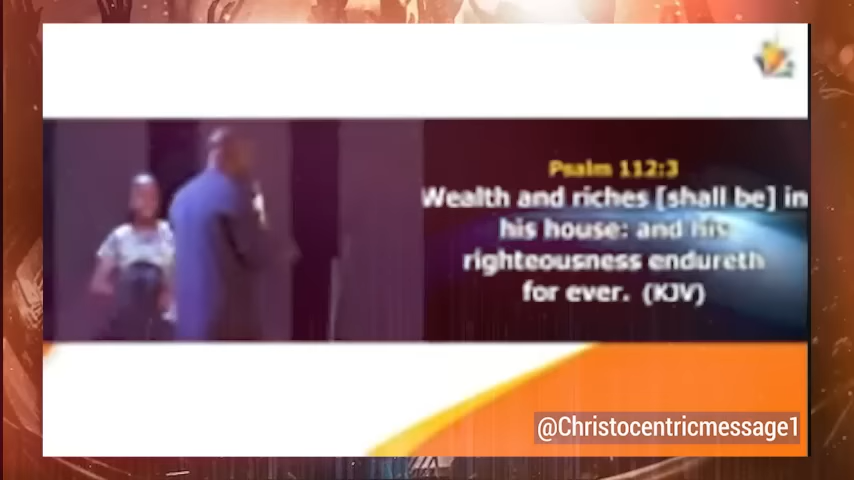 Psalm 112:3
Wealth and riches [shall be] in
his house: and his
righteousness endureth
for ever. (KJV)
@Christocentricmessage1